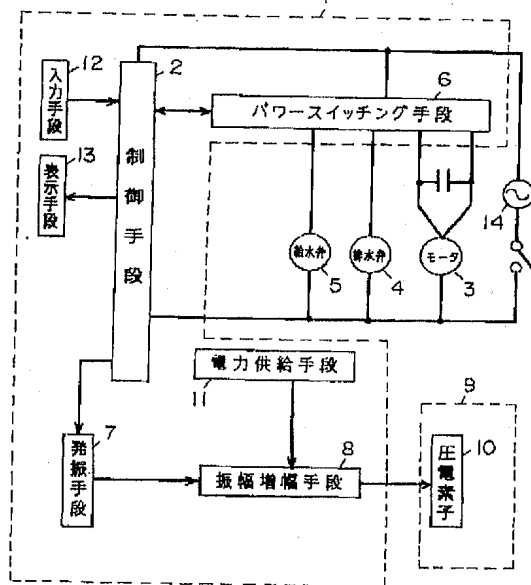 12
入力手段
13
表示手段
2
制御手段
6
パワースイッチング手段
給水弁
5
排水弁
4
モータ
3
14
電力供給手段
11
7
発振手段
8
振幅増幅手段
9
圧電素子
10